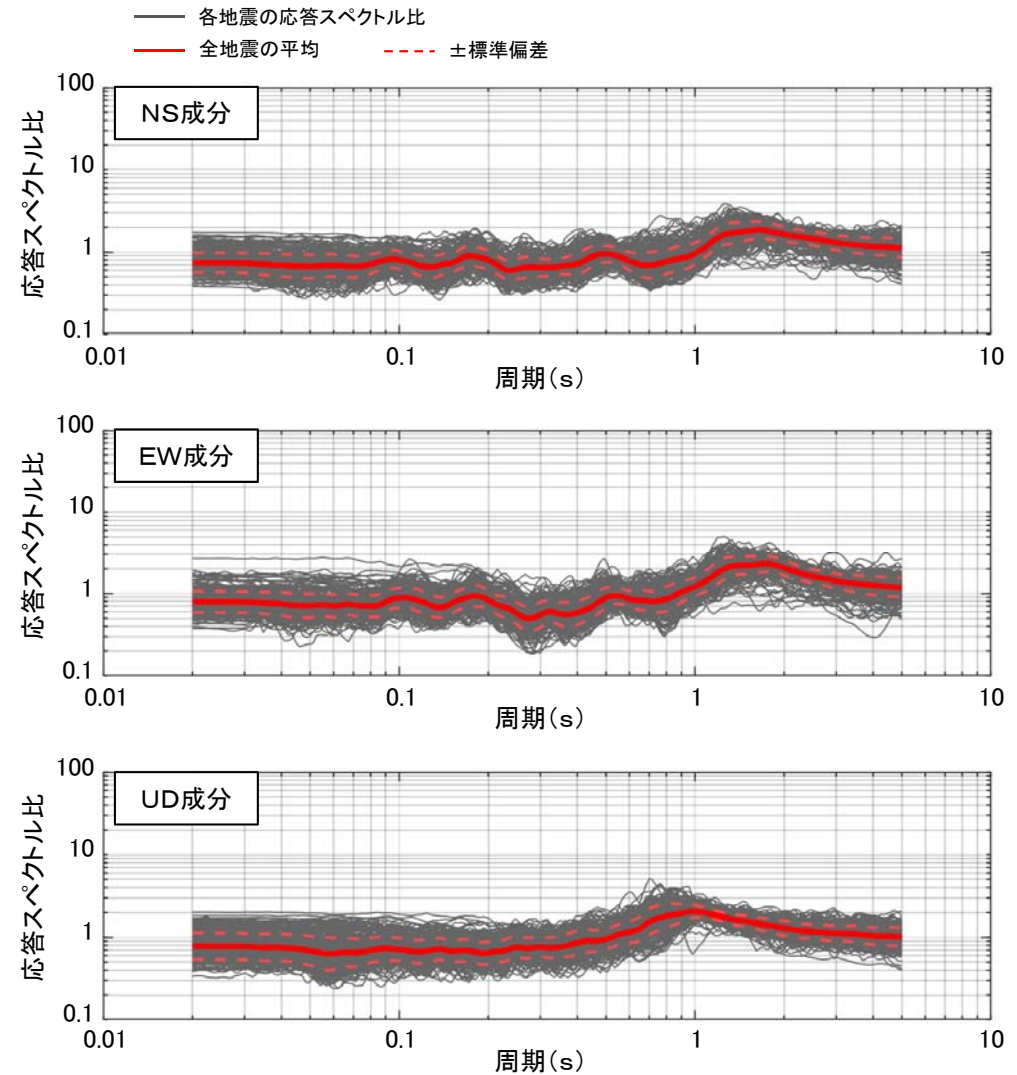 各地震の応答スペクトル比
全地震の平均 ±標準偏差
NS成分
応答スペクトル比
100
10
1
0.1
0.01 0.1 1 10
周期(s)
EW成分
応答スペクトル比
100
10
1
0.1
0.01 0.1 1 10
周期(s)
UD成分
応答スペクトル比
100
10
1
0.1
0.01 0.1 1 10
周期(s)